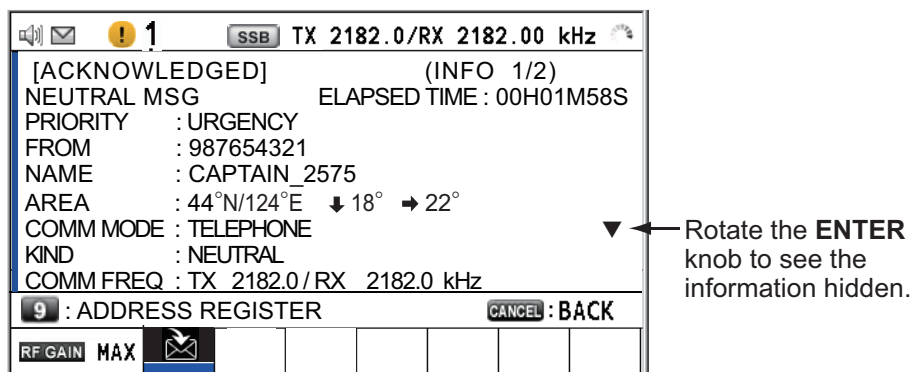 ! 1 SSB TX 2182.0/RX 2182.00 kHz
[ACKNOWLEDGED] (INFO 1/2)
NEUTRAL MSG ELAPSED TIME : 00H01M58S
PRIORITY : URGENCY
FROM : 987654321
NAME : CAPTAIN_2575
AREA : 44°N/124°E ⬇ 18° ➡ 22°
COMM MODE : TELEPHONE ▼
KIND : NEUTRAL
COMM FREQ : TX 2182.0 / RX 2182.0 kHz
9 : ADDRESS REGISTER CANCEL : BACK
RF GAIN MAX
Rotate the ENTER
knob to see the
information hidden.